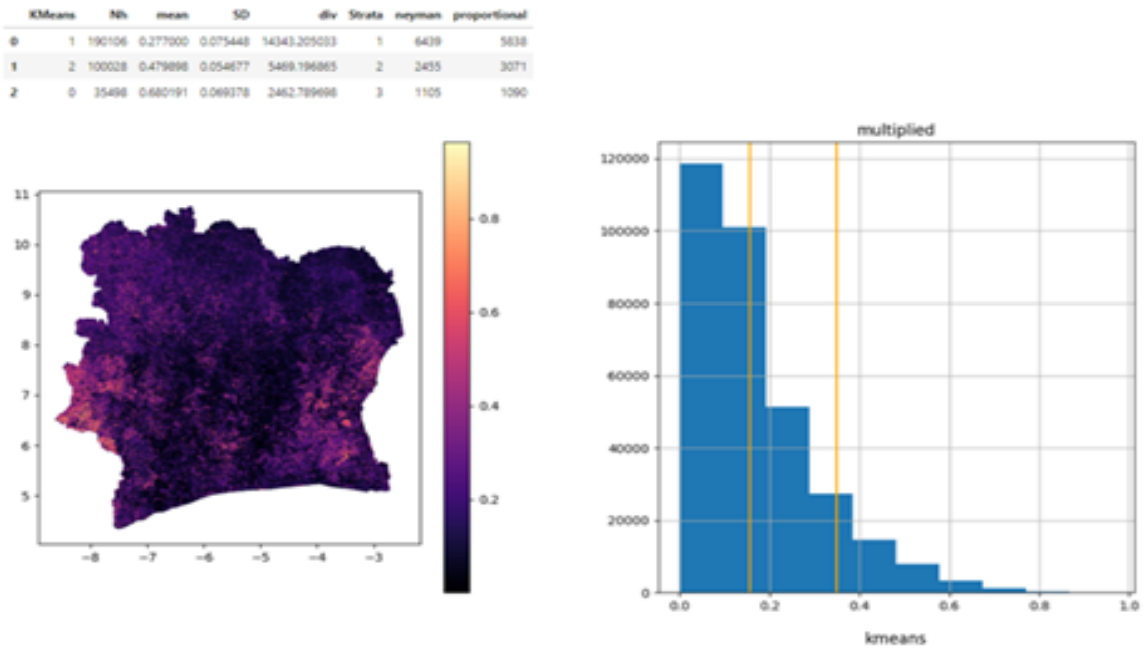 KMeans Nh mean SD div Strata neyman proportional
0 1 190106 0.277000 0.075448 14343.205033 1 6439 5838
1 2 100028 0.479898 0.054677 5469.196865 2 2455 3071
2 0 35498 0.680191 0.069378 2462.789698 3 1105 1090
multiplied
120000
100000
80000
60000
40000
20000
0
0.0 0.2 0.4 0.6 0.8 1.0
kmeans
11
10
9
8
7
6
5
−8 −7 −6 −5 −4 −3
0.8
0.6
0.4
0.2